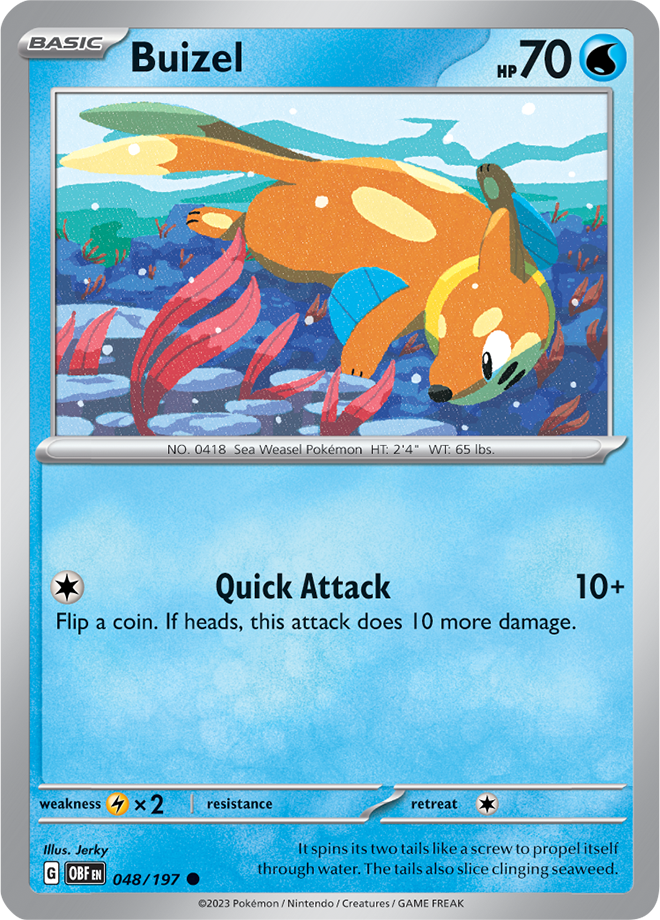 BASIC
Buizel
HP 70
NO. 0418 Sea Weasel Pokémon HT: 2'4" WT: 65 lbs.
Quick Attack 10+
Flip a coin. If heads, this attack does 10 more damage.
weakness ×2 resistance retreat
Illus. Jerky
It spins its two tails like a screw to propel itself
through water. The tails also slice clinging seaweed.
G OBF EN 048/197
©2023 Pokémon / Nintendo / Creatures / GAME FREAK